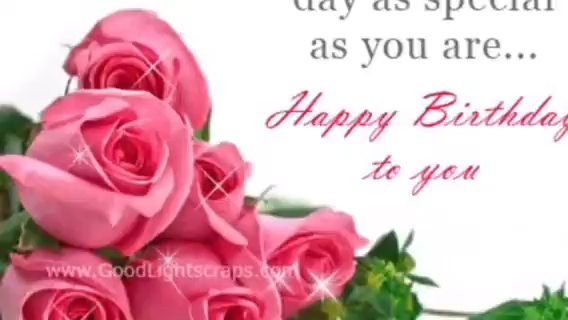 day as special
as you are...
Happy Birthday
to you
www.GoodLightscraps.com